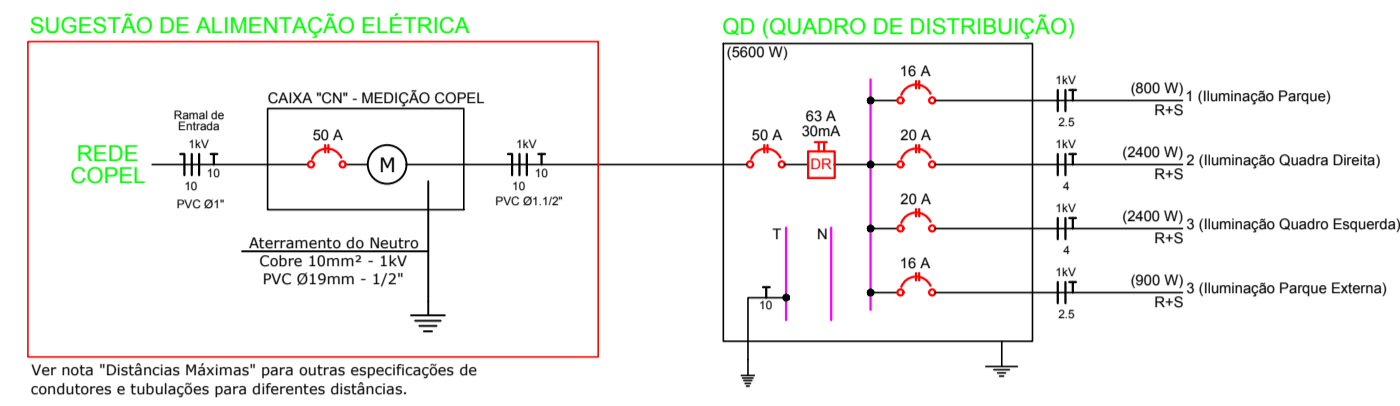 SUGESTÃO DE ALIMENTAÇÃO ELÉTRICA
REDE
COPEL
Ramal de
Entrada
1kV
10
10
PVC Ø1"
CAIXA "CN" - MEDIÇÃO COPEL
50 A
M
1kV
10
10
PVC Ø1.1/2"
Aterramento do Neutro
Cobre 10mm² - 1kV
PVC Ø19mm - 1/2"
Ver nota "Distâncias Máximas" para outras especificações de
condutores e tubulações para diferentes distâncias.
QD (QUADRO DE DISTRIBUIÇÃO)
(5600 W)
50 A
63 A
30mA
DR
T
N
10
16 A
1kV
2.5
(800 W)
R+S
1 (Iluminação Parque)
20 A
1kV
4
(2400 W)
R+S
2 (Iluminação Quadra Direita)
20 A
1kV
4
(2400 W)
R+S
3 (Iluminação Quadro Esquerda)
16 A
1kV
2.5
(900 W)
R+S
3 (Iluminação Parque Externa)